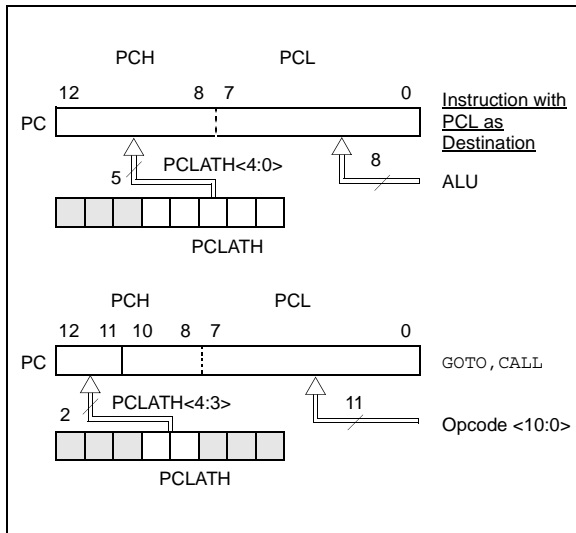 PCH PCL
12 8 7 0
PC
Instruction with
PCL as
Destination
5 PCLATH<4:0> 8
ALU
PCLATH
PCH PCL
12 11 10 8 7 0
PC GOTO,CALL
2 PCLATH<4:3> 11
Opcode <10:0>
PCLATH